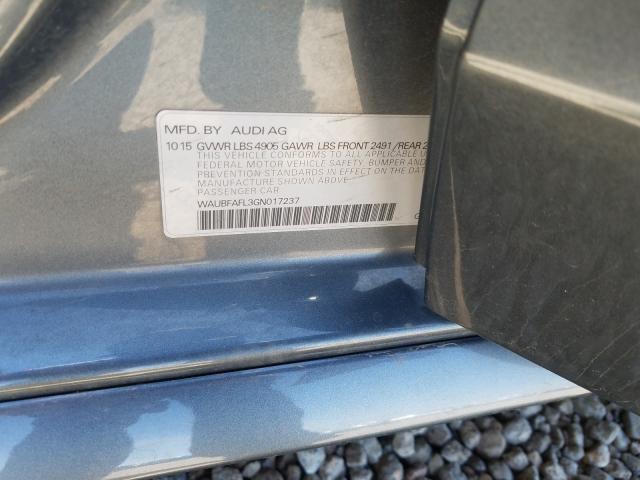 MFD. BY AUDI AG
10 15 GVWR LBS 4905 GAWR LBS FRONT 2491 /REAR 2
THIS VEHICLE CONFORMS TO ALL APPLICABLE
FEDERAL MOTOR VEHICLE SAFETY, BUMPER AND
PREVENTION STANDARDS IN EFFECT ON THE DA
MANUFACTURE SHOWN ABOVE
PASSENGER CAR
WAUBFAFL3GN017237